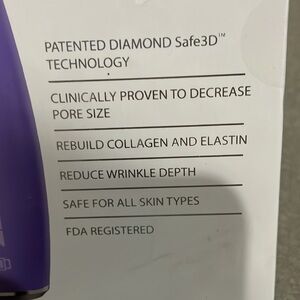 PATENTED DIAMOND Safe3D™
TECHNOLOGY
CLINICALLY PROVEN TO DECREASE
PORE SIZE
REBUILD COLLAGEN AND ELASTIN
REDUCE WRINKLE DEPTH
SAFE FOR ALL SKIN TYPES
FDA REGISTERED